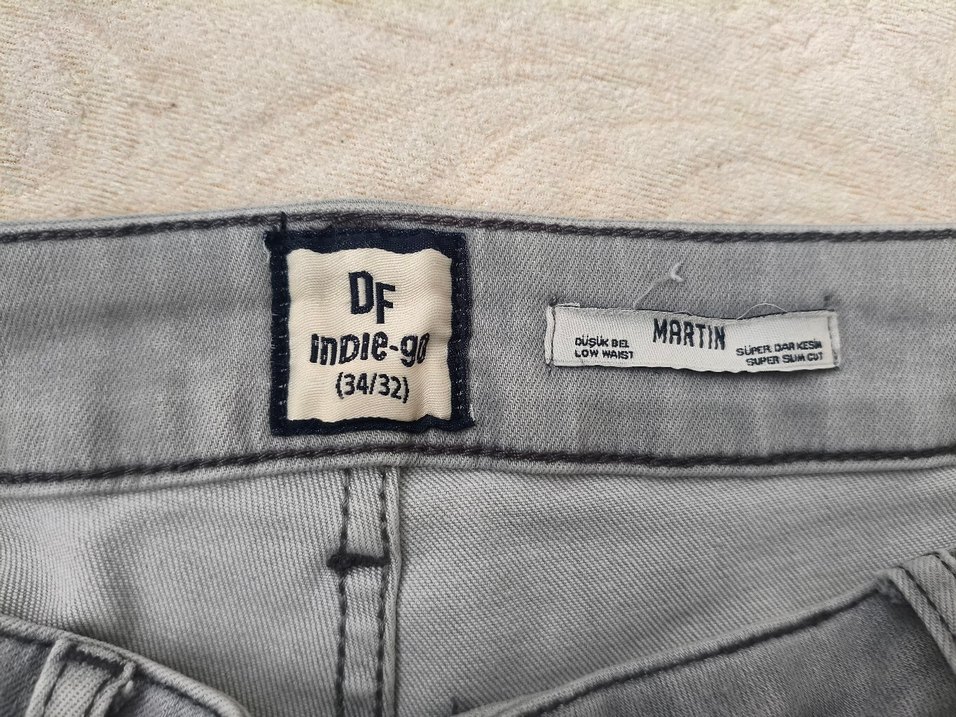 DF
INDIE-go
(34/32)
MARTIN
DÜŞÜK BEL
LOW WAIST
SÜPER DAR KESİM
SUPER SLIM CUT